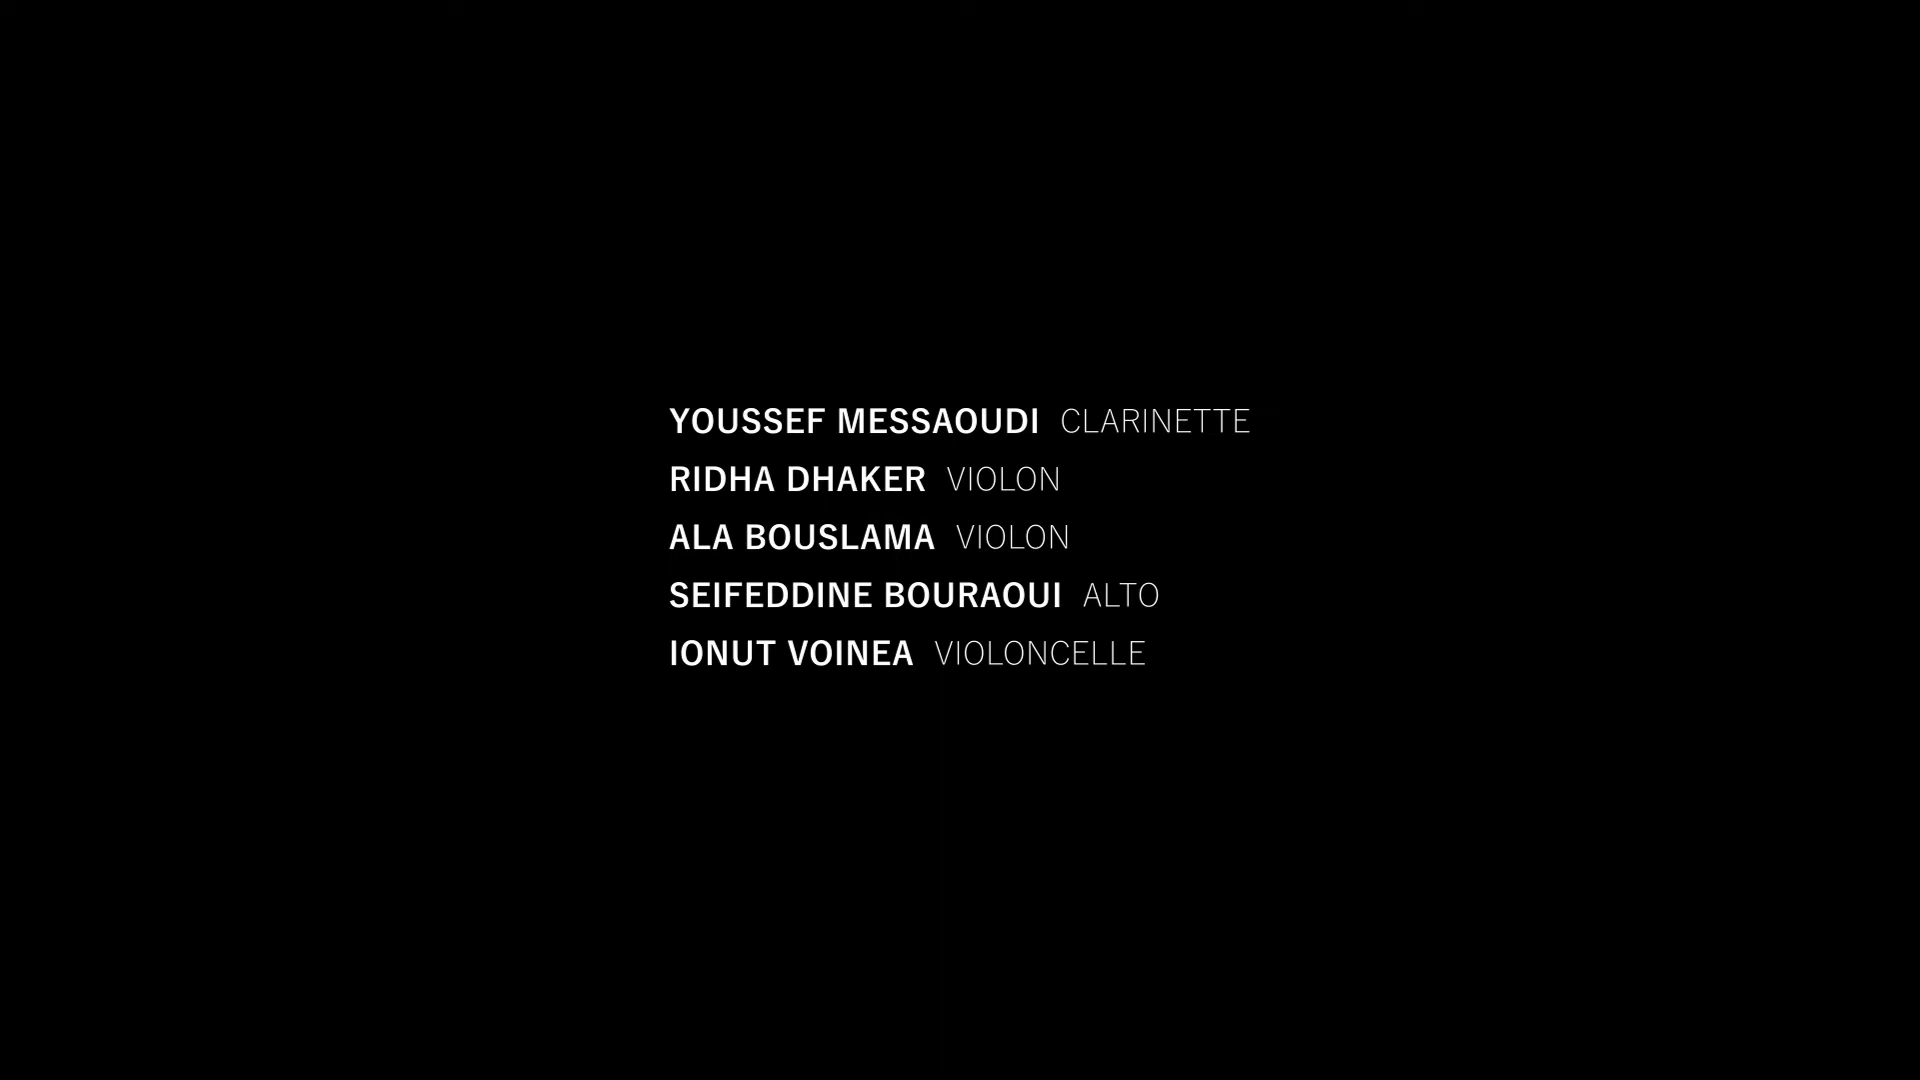 YOUSSEF MESSAOUDI CLARINETTE
RIDHA DHAKER VIOLON
ALA BOUSLAMA VIOLON
SEIFEDDINE BOURAOUI ALTO
IONUT VOINEA VIOLONCELLE